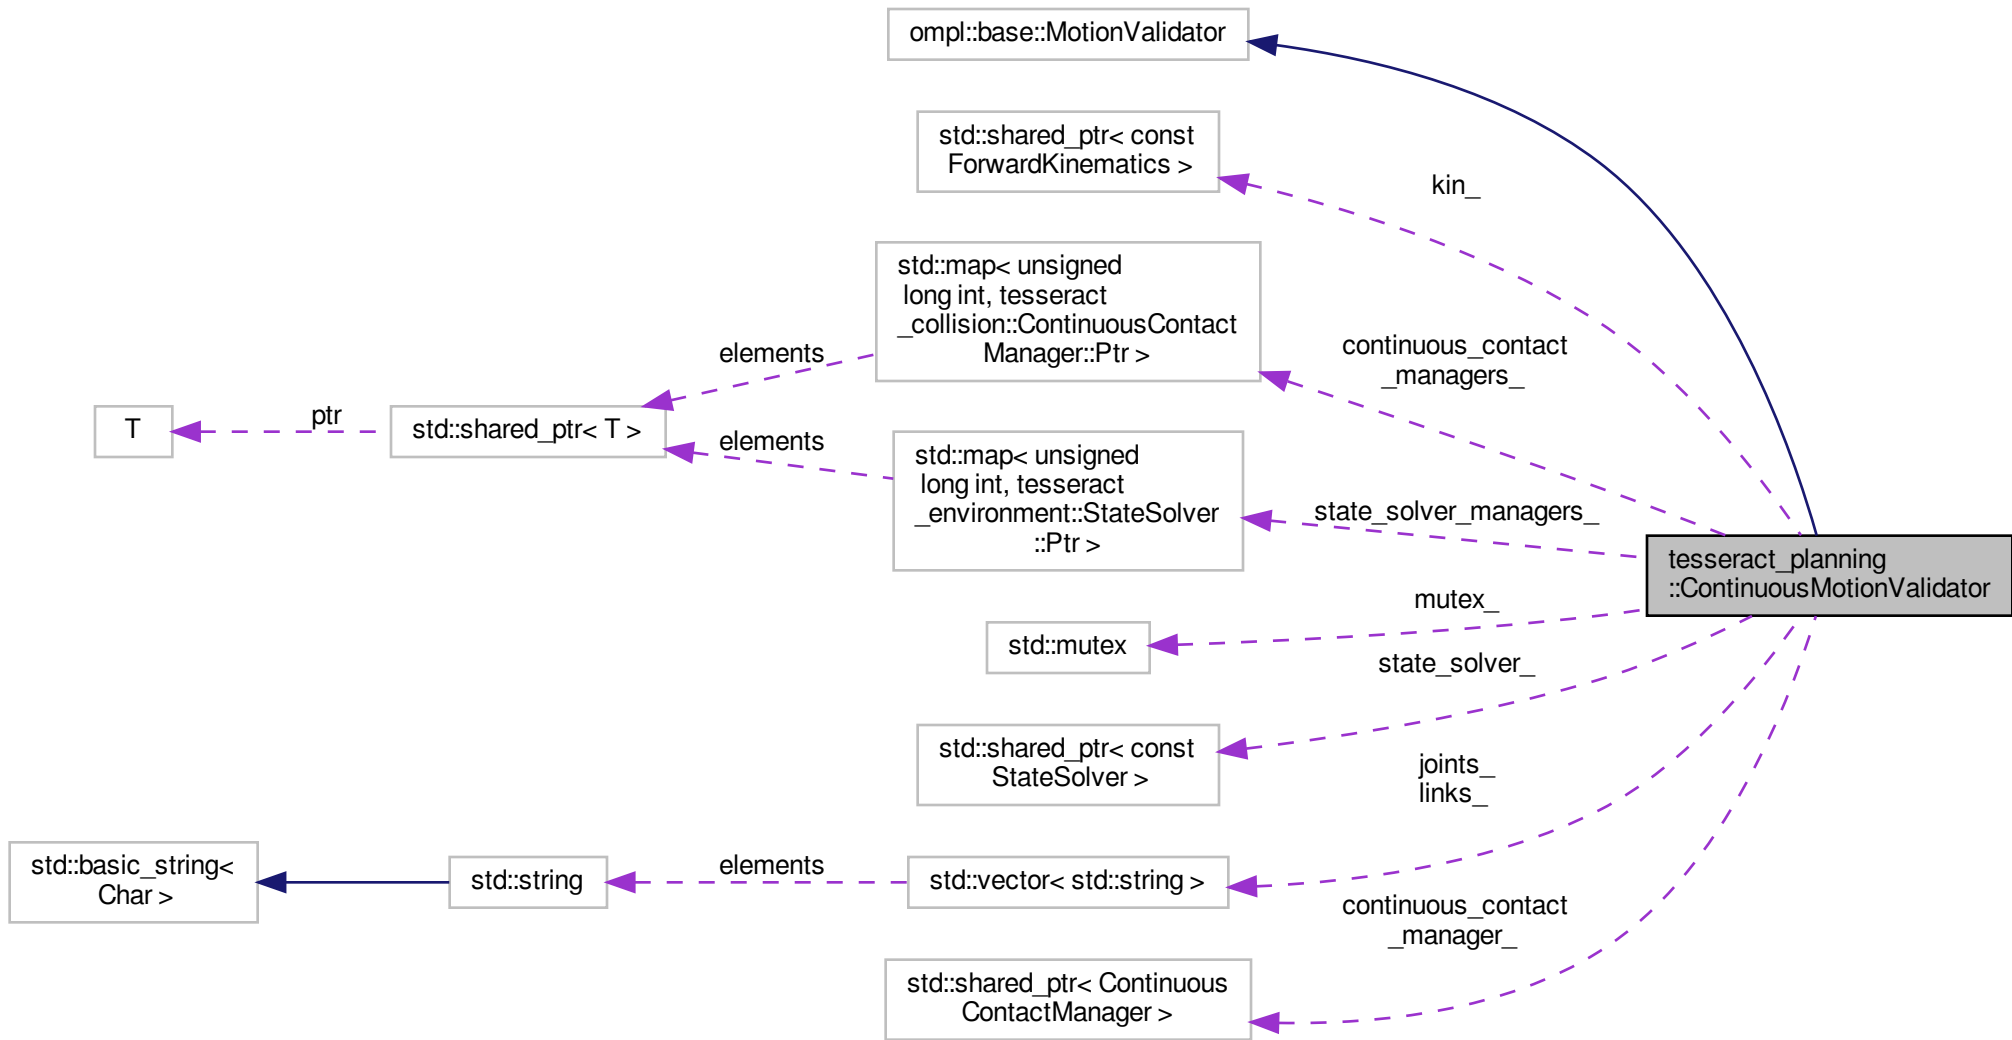 ompl::base::MotionValidator
std::shared_ptr< const
ForwardKinematics >
kin_
std::map< unsigned
long int, tesseract
_collision::ContinuousContact
Manager::Ptr >
elements
continuous_contact
_managers_
T
ptr
std::shared_ptr< T >
elements
std::map< unsigned
long int, tesseract
_environment::StateSolver
::Ptr >
state_solver_managers_
tesseract_planning
::ContinuousMotionValidator
mutex_
std::mutex
state_solver_
std::shared_ptr< const
StateSolver >
joints_
links_
std::basic_string<
Char >
std::string
elements
std::vector< std::string >
continuous_contact
_manager_
std::shared_ptr< Continuous
ContactManager >